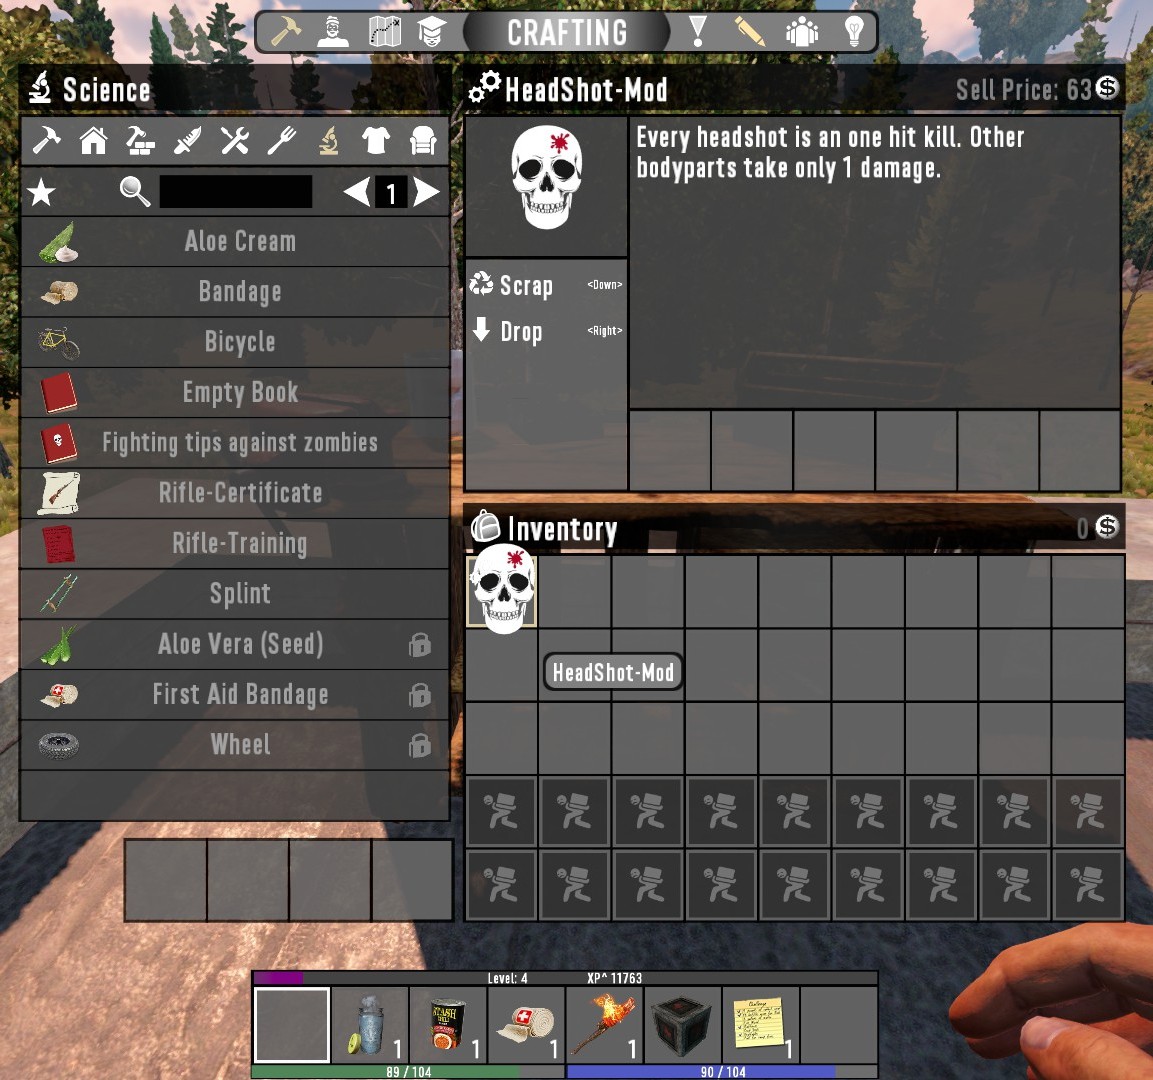 CRAFTING
Science
1
Aloe Cream
Bandage
Bicycle
Empty Book
Fighting tips against zombies
Rifle-Certificate
Rifle-Training
Splint
Aloe Vera (Seed)
First Aid Bandage
Wheel
HeadShot-Mod
Sell Price: 63
Every headshot is an one hit kill. Other
bodyparts take only 1 damage.
Scrap <Down>
Drop <Right>
Inventory
0
HeadShot-Mod
Level: 4 XP^ 11763
1
1
1
1
1
89 / 104
90 / 104